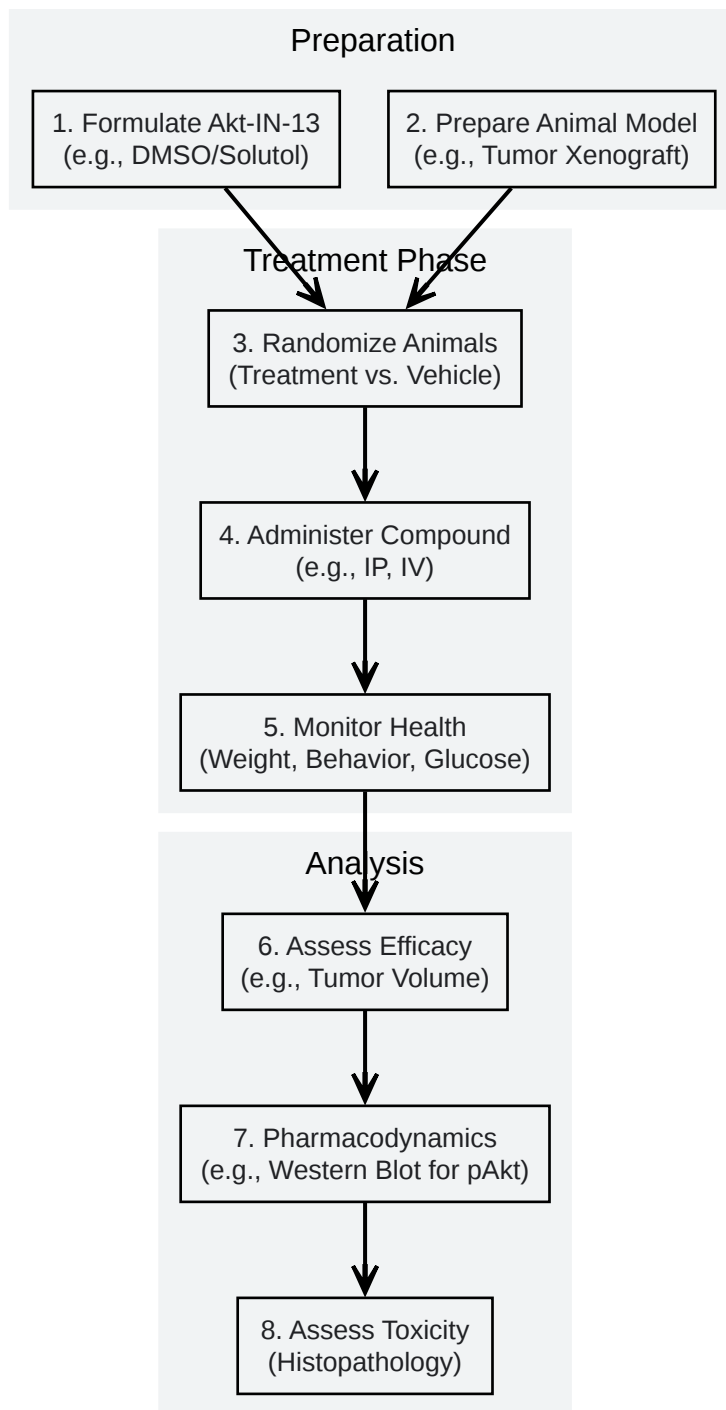 Preparation
1. Formulate Akt-IN-13
(e.g., DMSO/Solutol)
2. Prepare Animal Model
(e.g., Tumor Xenograft)
Treatment Phase
3. Randomize Animals
(Treatment vs. Vehicle)
4. Administer Compound
(e.g., IP, IV)
5. Monitor Health
(Weight, Behavior, Glucose)
Analysis
6. Assess Efficacy
(e.g., Tumor Volume)
7. Pharmacodynamics
(e.g., Western Blot for pAkt)
8. Assess Toxicity
(Histopathology)